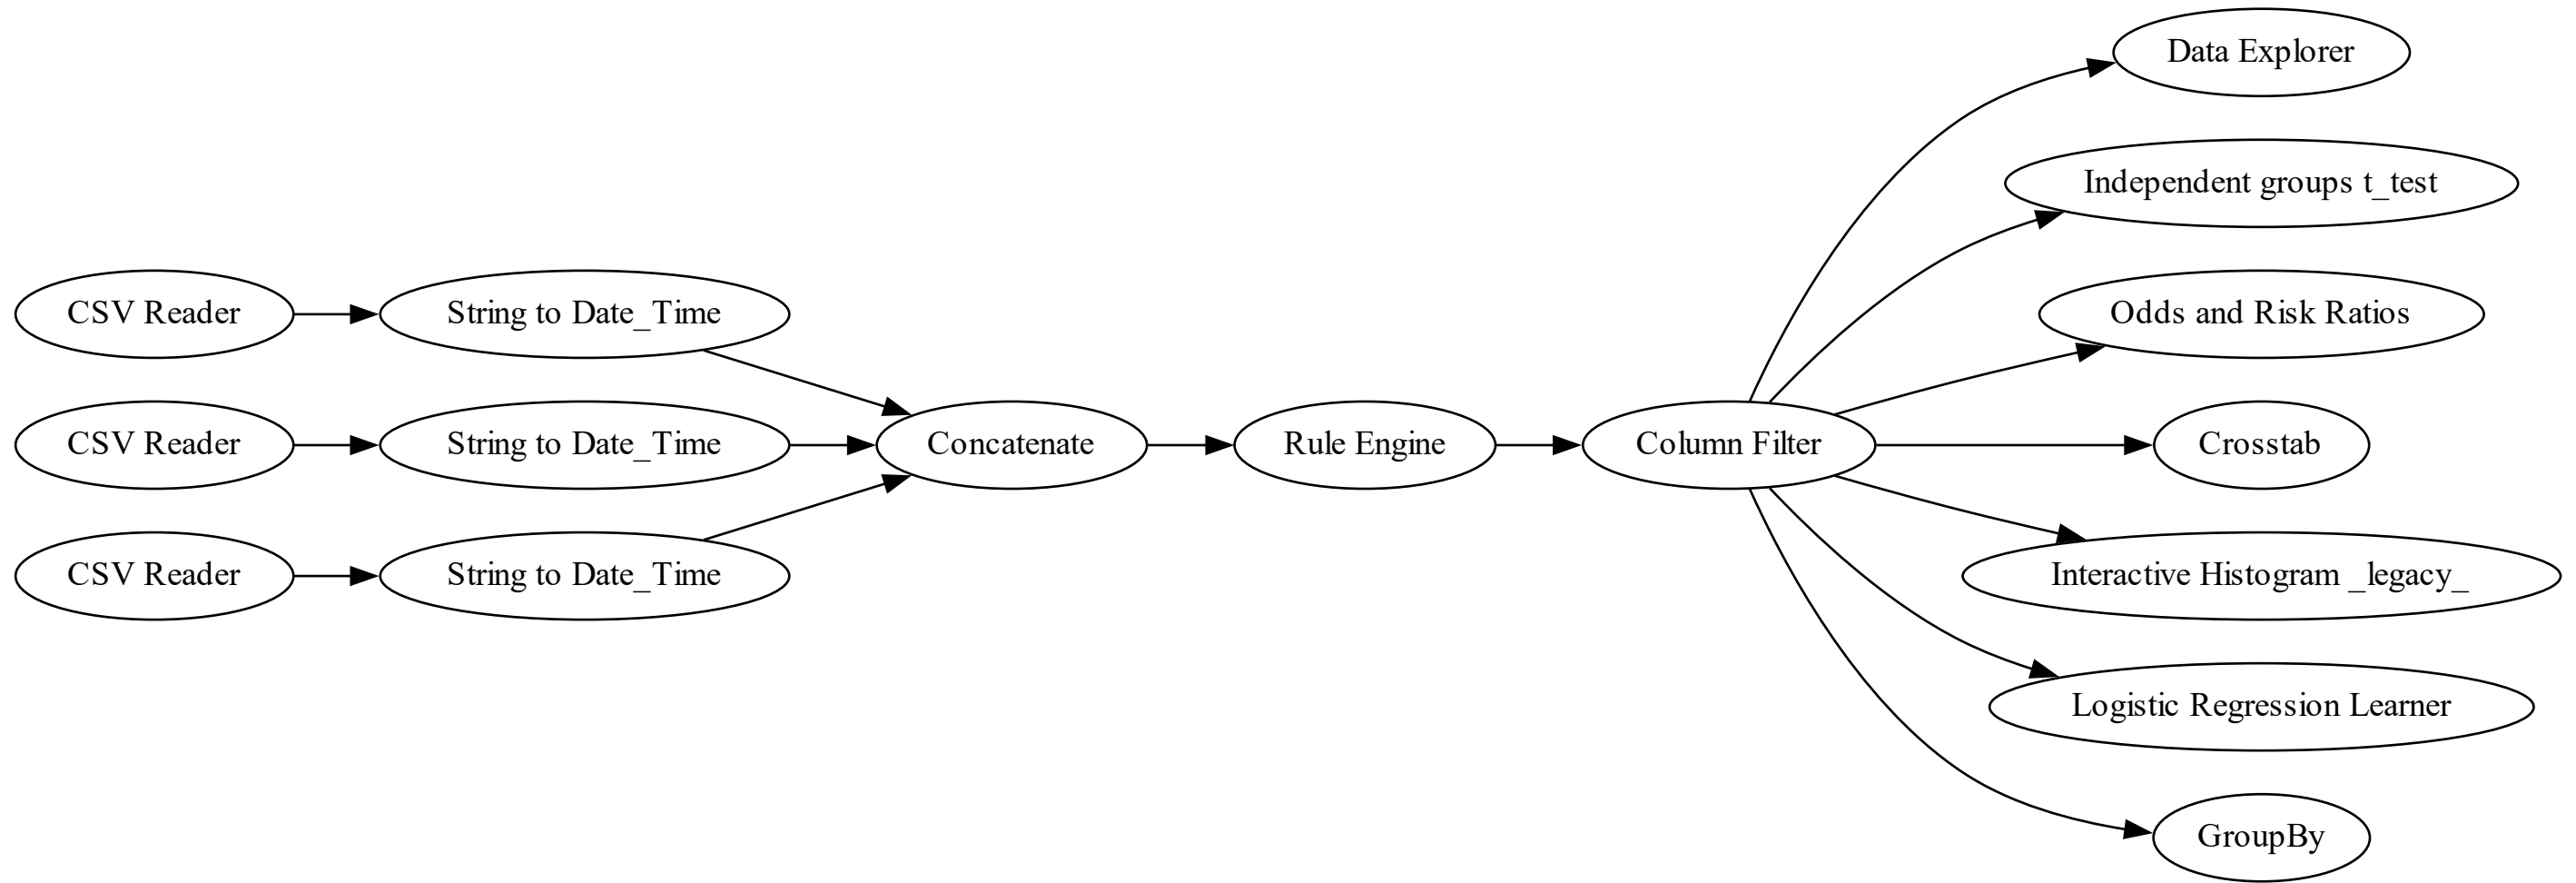 Data Explorer
Independent groups t_test
CSV Reader
String to Date_Time
Odds and Risk Ratios
CSV Reader
String to Date_Time
Concatenate
Rule Engine
Column Filter
Crosstab
CSV Reader
String to Date_Time
Interactive Histogram _legacy_
Logistic Regression Learner
GroupBy